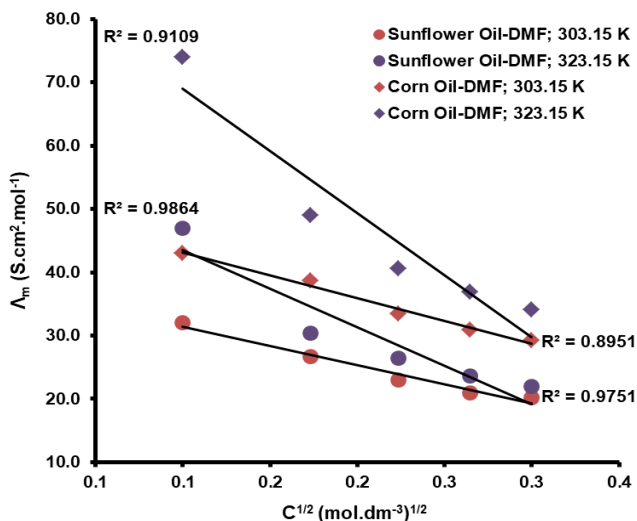 80.0
70.0
60.0
50.0
40.0
30.0
20.0
10.0
Λm (S.cm².mol⁻¹)
R² = 0.9109
R² = 0.9864
R² = 0.8951
R² = 0.9751
Sunflower Oil-DMF; 303.15 K
Sunflower Oil-DMF; 323.15 K
Corn Oil-DMF; 303.15 K
Corn Oil-DMF; 323.15 K
0.1 0.1 0.2 0.2 0.3 0.3 0.4
C¹/² (mol.dm⁻³)¹/²